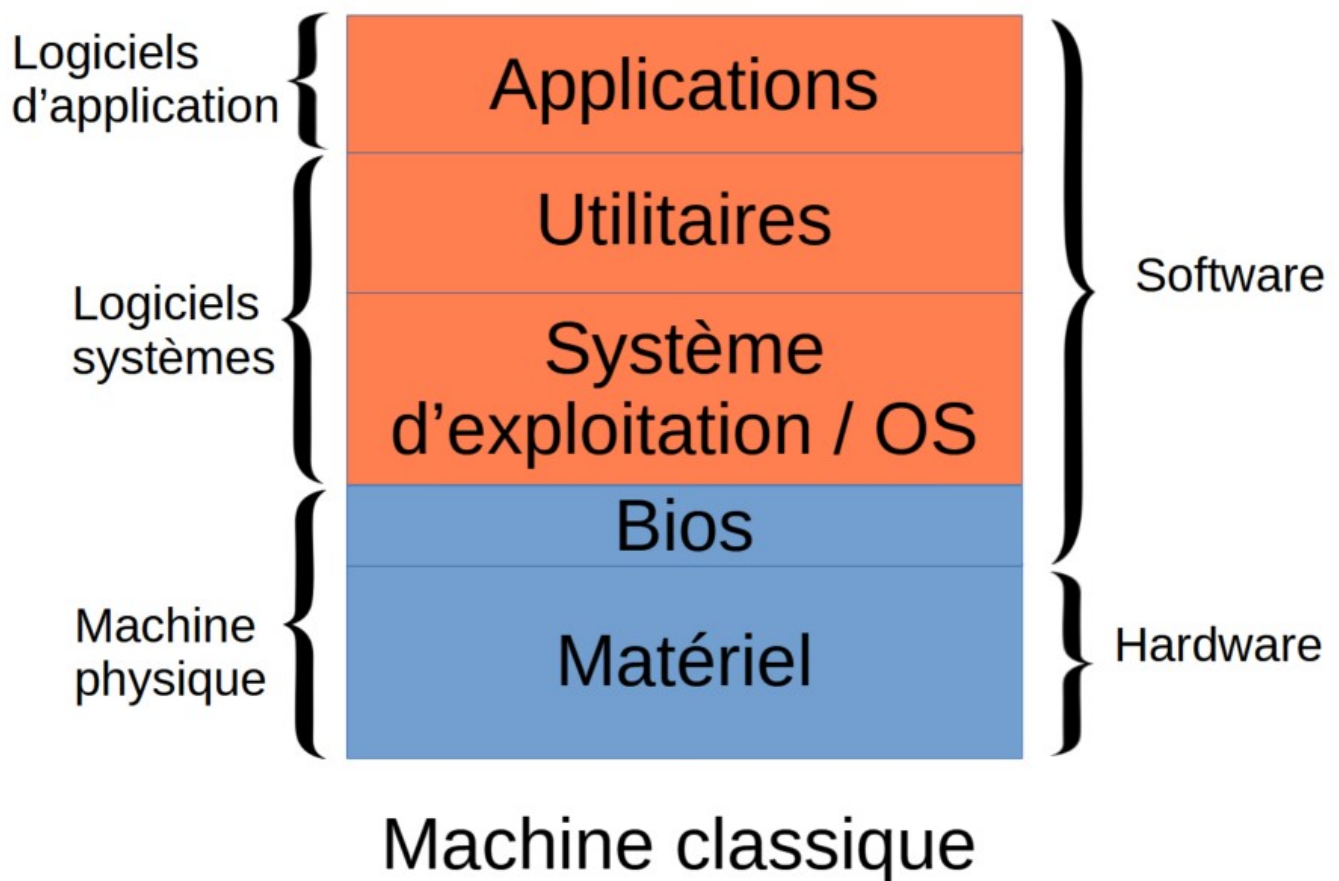 Logiciels
d’application
Applications
Utilitaires
Logiciels
systèmes
Système
d’exploitation / OS
Software
Bios
Machine
physique
Matériel
Hardware
Machine classique